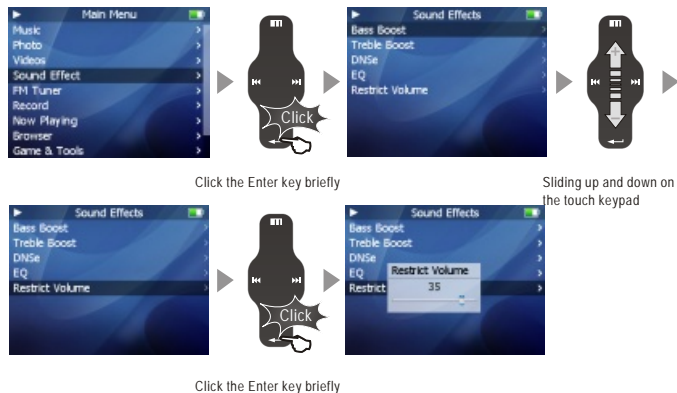 Main Menu
Music
Photo
Videos
Sound Effect
FM Tuner
Record
Now Playing
Browser
Game & Tools
Click
Sound Effects
Bass Boost
Treble Boost
DNSe
EQ
Restrict Volume
Click the Enter key briefly
Sliding up and down on
the touch keypad
Sound Effects
Bass Boost
Treble Boost
DNSe
EQ
Restrict Volume
Click
Sound Effects
Bass Boost
Treble Boost
DNSe
EQ
Restrict
Restrict Volume
35
Click the Enter key briefly